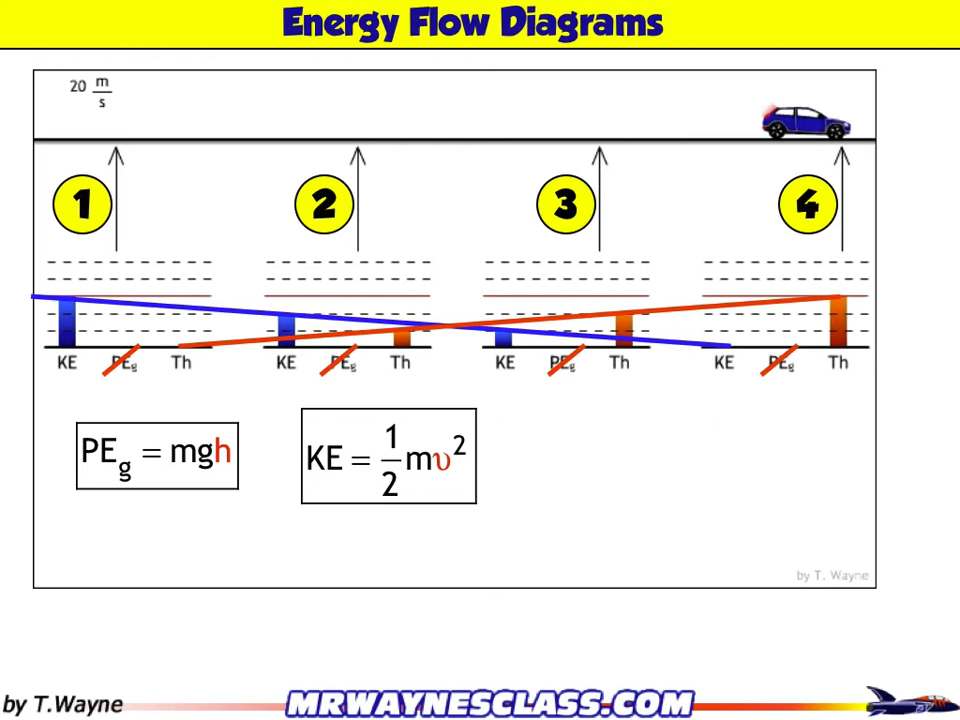 Energy Flow Diagrams
20 m/s
1 2 3 4
KE PEg Th KE PEg Th KE PEg Th KE PEg Th
PEg = mgh
KE = 1/2 mυ²
by T. Wayne
by T.Wayne
MRWAYNESCLASS.COM